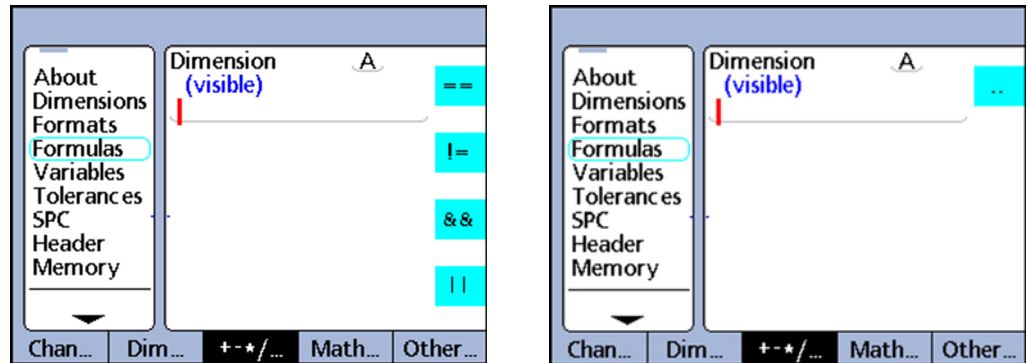 About
Dimensions
Formats
Formulas
Variables
Tolerances
SPC
Header
Memory
Dimension A
(visible)
==
!=
&&
||
Chan... Dim... +-*/... Math... Other...
About
Dimensions
Formats
Formulas
Variables
Tolerances
SPC
Header
Memory
Dimension A
(visible)
..
Chan... Dim... +-*/... Math... Other...